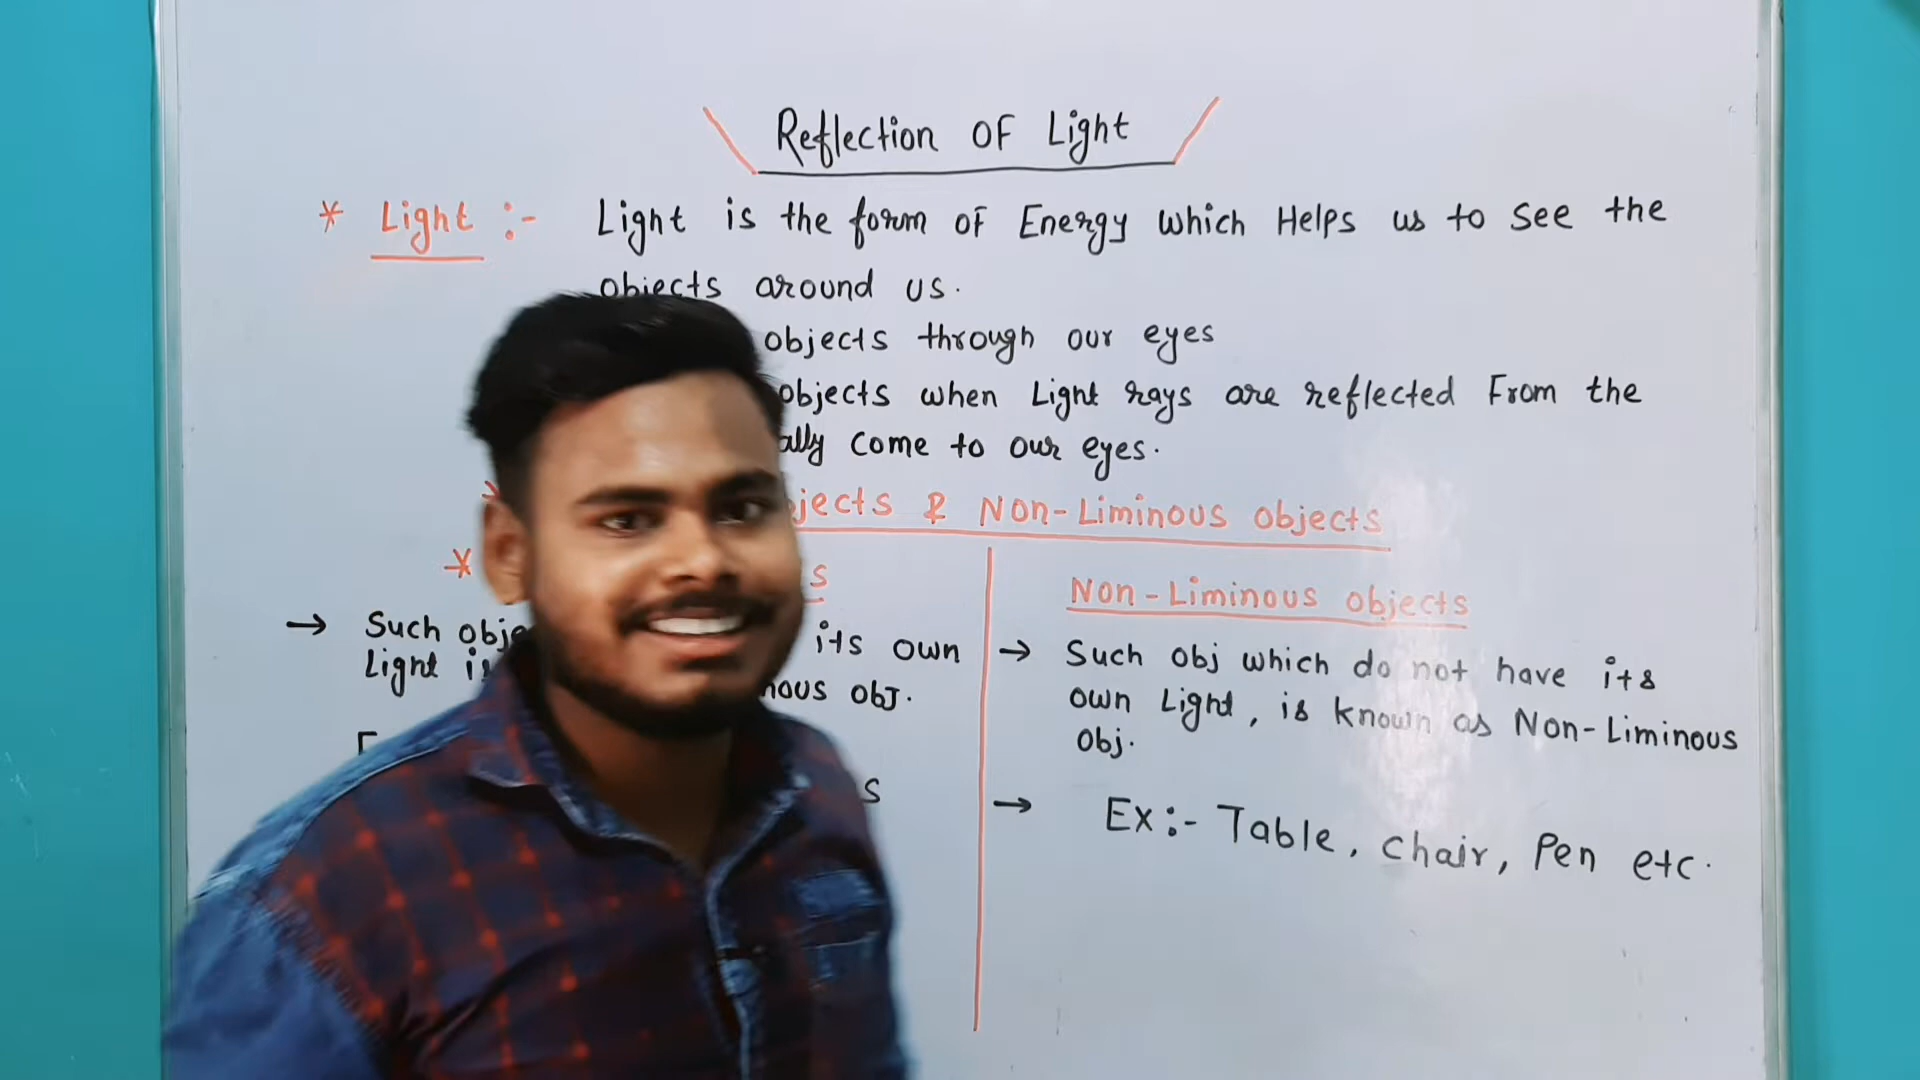 Reflection OF Light
* Light :- Light is the form of Energy which Helps us to see the
objects around us.
objects through our eyes
objects when Light rays are reflected From the
come to our eyes.
& Non-Liminous objects
*
Non-Liminous objects
→ Such its own
Light obj.
→ Such obj which do not have its
own Light, is known as Non-Liminous
obj.
→ Ex:- Table, chair, Pen etc.